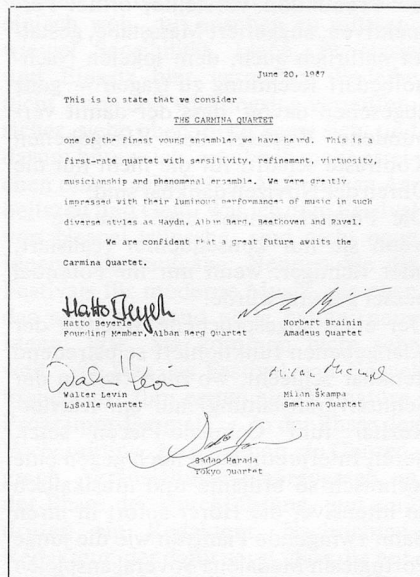 June 20, 1987
This is to state that we consider
THE CARMINA QUARTET
one of the finest young ensembles we have heard. This is a
first-rate quartet with sensitivity, refinement, virtuosity,
musicianship and phenomenal ensemble. We were greatly
impressed with their luminous performances of music in such
diverse styles as Haydn, Alban Berg, Beethoven and Ravel.
We are confident that a great future awaits the
Carmina Quartet.
Hatto Beyerle
Hatto Beyerle
Founding Member, Alban Berg Quartet
Norbert Brainin
Amadeus Quartet
Walter Levin
Walter Levin
LaSalle Quartet
Milan Škampa
Smetana Quartet
Sadao Harada
Tokyo Quartet